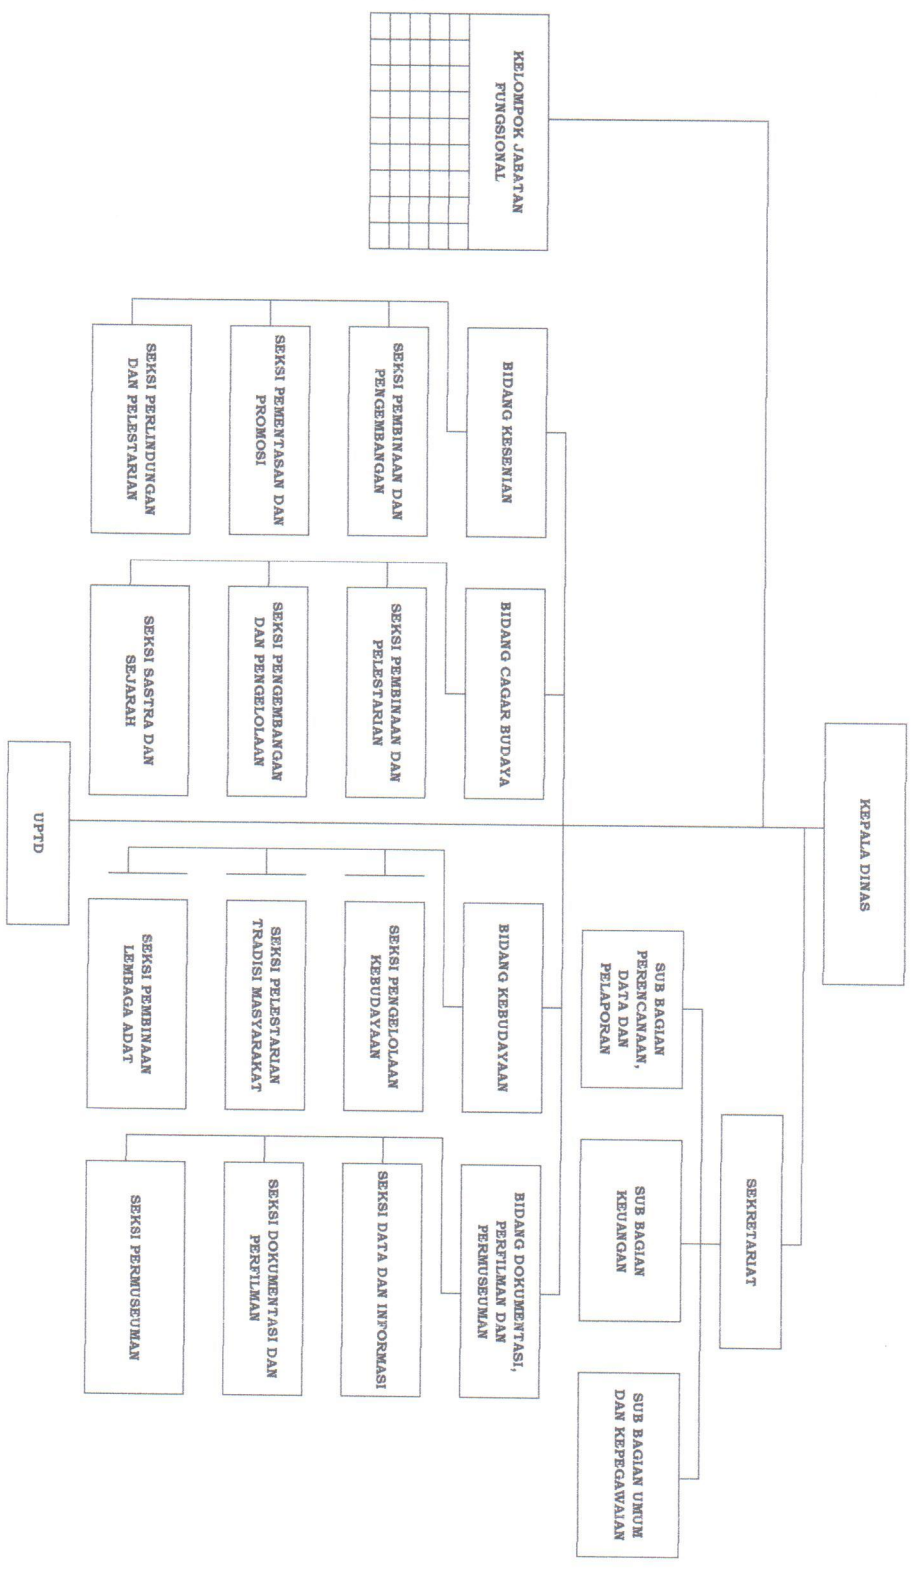 KEPALA DINAS
SEKRETARIAT
SUB BAGIAN
PERENCANAAN,
DATA DAN
PELAPORAN
SUB BAGIAN
KEUANGAN
SUB BAGIAN UMUM
DAN KEPEGAWAIAN
KELOMPOK JABATAN
FUNGSIONAL
BIDANG KESENIAN
SEKSI PEMBINAAN DAN
PENGEMBANGAN
SEKSI PEMENTASAN DAN
PROMOSI
SEKSI PERLINDUNGAN
DAN PELESTARIAN
BIDANG CAGAR BUDAYA
SEKSI PEMBINAAN DAN
PELESTARIAN
SEKSI PENGEMBANGAN
DAN PENGELOLAAN
SEKSI SASTRA DAN
SEJARAH
BIDANG KEBUDAYAAN
SEKSI PENGELOLAAN
KEBUDAYAAN
SEKSI PELESTARIAN
TRADISI MASYARAKAT
SEKSI PEMBINAAN
LEMBAGA ADAT
BIDANG DOKUMENTASI,
PERFILMAN DAN
PERMUSEUMAN
SEKSI DATA DAN INFORMASI
SEKSI DOKUMENTASI DAN
PERFILMAN
SEKSI PERMUSEUMAN
UPTD